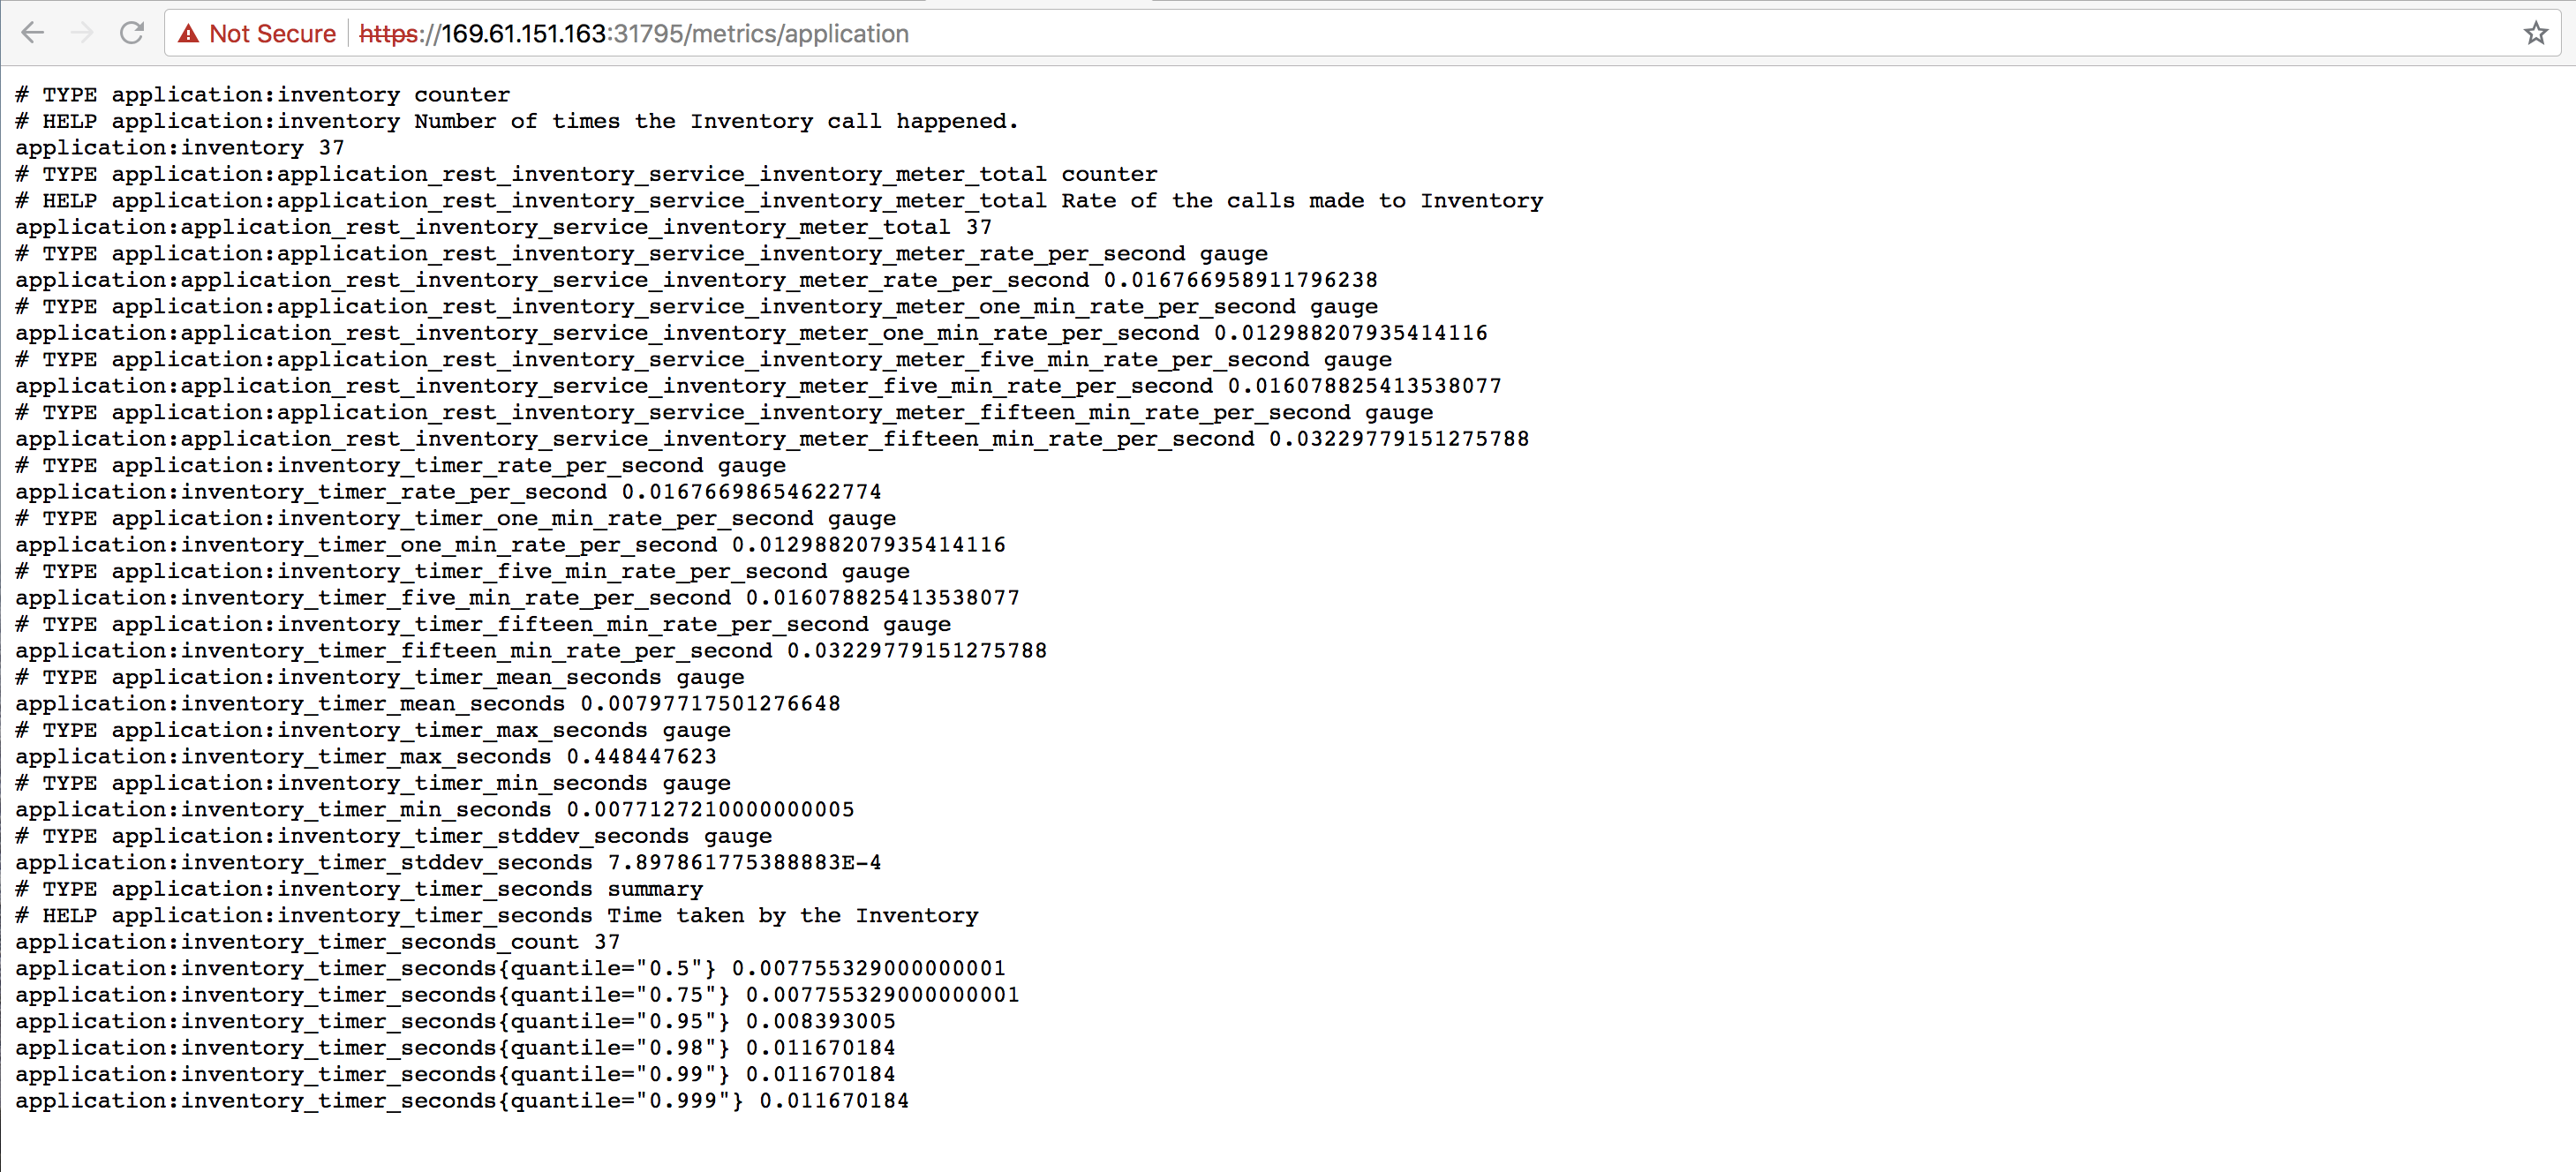 Not Secure https://169.61.151.163:31795/metrics/application
# TYPE application:inventory counter
# HELP application:inventory Number of times the Inventory call happened.
application:inventory 37
# TYPE application:application_rest_inventory_service_inventory_meter_total counter
# HELP application:application_rest_inventory_service_inventory_meter_total Rate of the calls made to Inventory
application:application_rest_inventory_service_inventory_meter_total 37
# TYPE application:application_rest_inventory_service_inventory_meter_rate_per_second gauge
application:application_rest_inventory_service_inventory_meter_rate_per_second 0.016766958911796238
# TYPE application:application_rest_inventory_service_inventory_meter_one_min_rate_per_second gauge
application:application_rest_inventory_service_inventory_meter_one_min_rate_per_second 0.012988207935414116
# TYPE application:application_rest_inventory_service_inventory_meter_five_min_rate_per_second gauge
application:application_rest_inventory_service_inventory_meter_five_min_rate_per_second 0.016078825413538077
# TYPE application:application_rest_inventory_service_inventory_meter_fifteen_min_rate_per_second gauge
application:application_rest_inventory_service_inventory_meter_fifteen_min_rate_per_second 0.03229779151275788
# TYPE application:inventory_timer_rate_per_second gauge
application:inventory_timer_rate_per_second 0.01676698654622774
# TYPE application:inventory_timer_one_min_rate_per_second gauge
application:inventory_timer_one_min_rate_per_second 0.012988207935414116
# TYPE application:inventory_timer_five_min_rate_per_second gauge
application:inventory_timer_five_min_rate_per_second 0.016078825413538077
# TYPE application:inventory_timer_fifteen_min_rate_per_second gauge
application:inventory_timer_fifteen_min_rate_per_second 0.03229779151275788
# TYPE application:inventory_timer_mean_seconds gauge
application:inventory_timer_mean_seconds 0.00797717501276648
# TYPE application:inventory_timer_max_seconds gauge
application:inventory_timer_max_seconds 0.448447623
# TYPE application:inventory_timer_min_seconds gauge
application:inventory_timer_min_seconds 0.0077127210000000005
# TYPE application:inventory_timer_stddev_seconds gauge
application:inventory_timer_stddev_seconds 7.897861775388883E-4
# TYPE application:inventory_timer_seconds summary
# HELP application:inventory_timer_seconds Time taken by the Inventory
application:inventory_timer_seconds_count 37
application:inventory_timer_seconds{quantile="0.5"} 0.007755329000000001
application:inventory_timer_seconds{quantile="0.75"} 0.007755329000000001
application:inventory_timer_seconds{quantile="0.95"} 0.008393005
application:inventory_timer_seconds{quantile="0.98"} 0.011670184
application:inventory_timer_seconds{quantile="0.99"} 0.011670184
application:inventory_timer_seconds{quantile="0.999"} 0.011670184